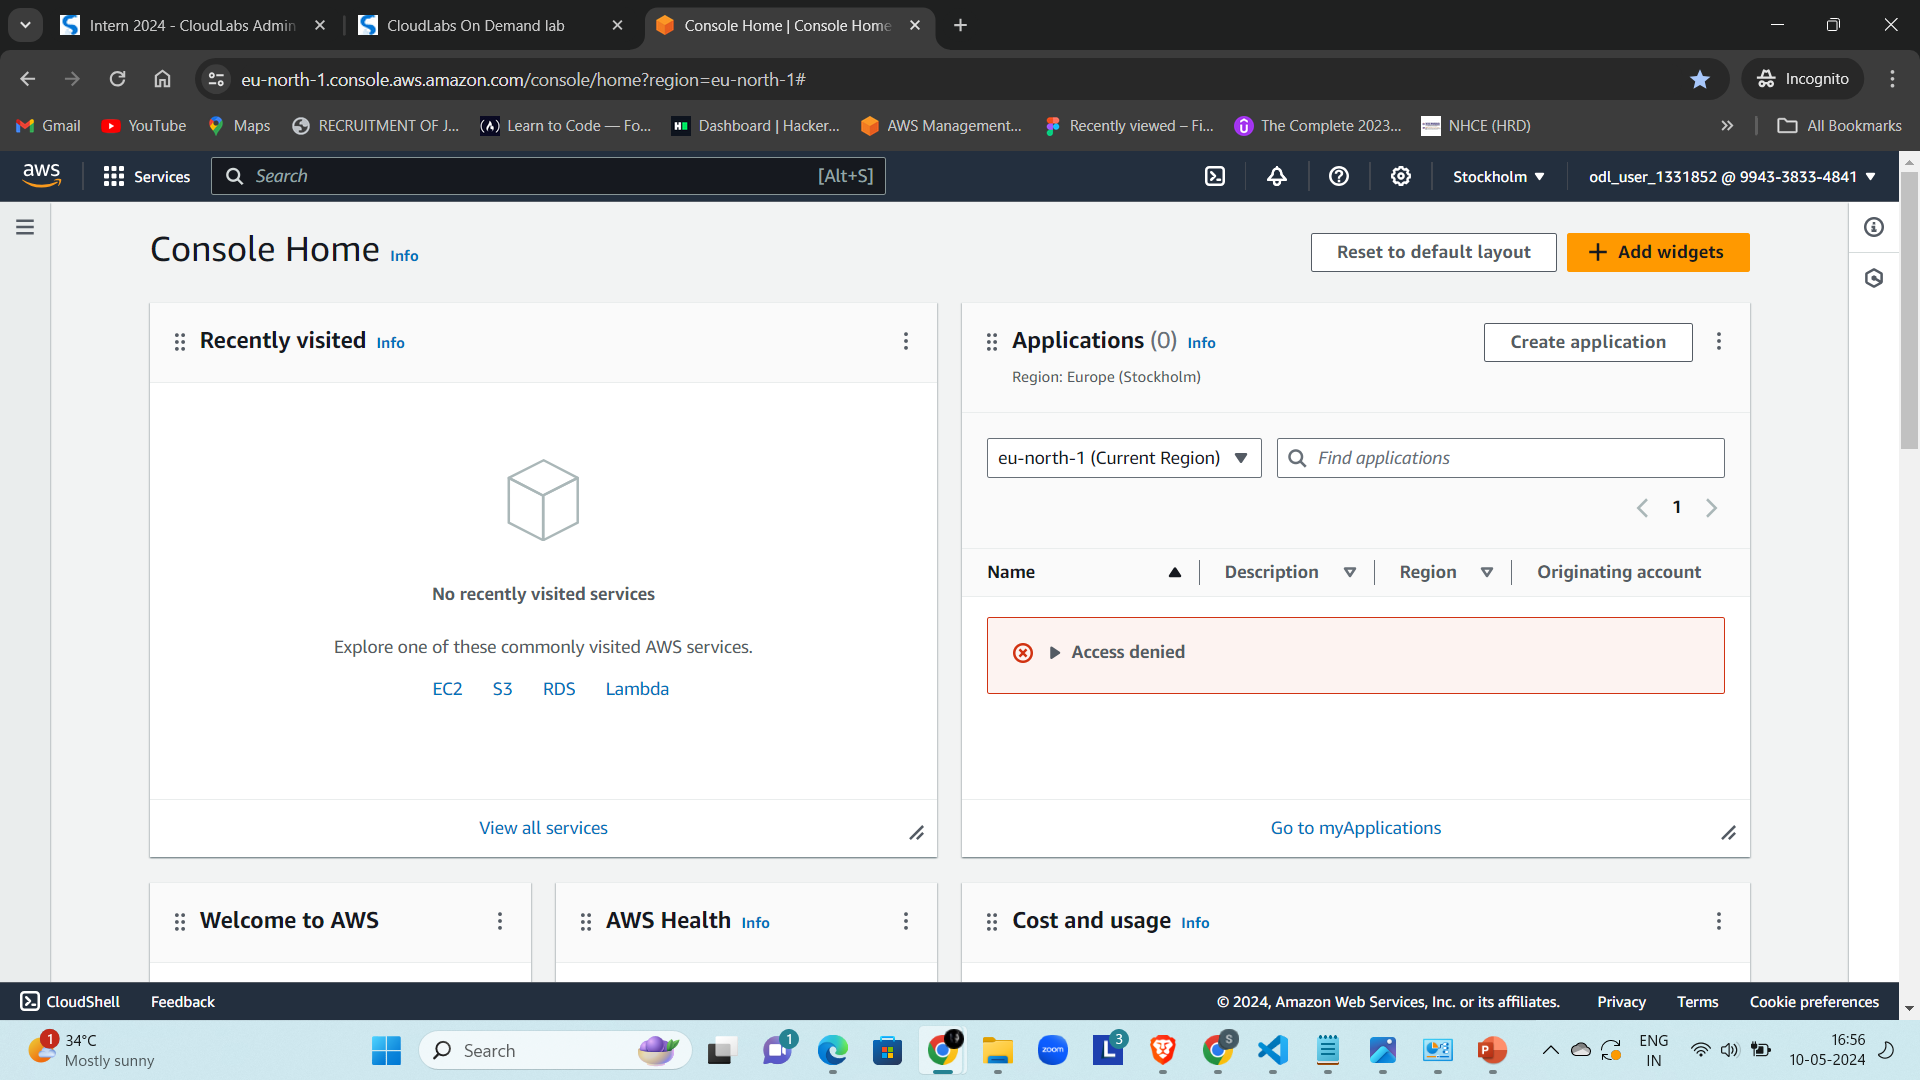 Intern 2024 - CloudLabs Admin
CloudLabs On Demand lab
Console Home | Console Home
eu-north-1.console.aws.amazon.com/console/home?region=eu-north-1#
Incognito
Gmail
YouTube
Maps
RECRUITMENT OF J...
Learn to Code — Fo...
Dashboard | Hacker...
AWS Management...
Recently viewed – Fi...
The Complete 2023...
NHCE (HRD)
All Bookmarks
aws
Services
Search
[Alt+S]
Stockholm
odl_user_1331852 @ 9943-3833-4841
Console Home Info
Reset to default layout
Add widgets
Recently visited Info
No recently visited services
Explore one of these commonly visited AWS services.
EC2 S3 RDS Lambda
View all services
Applications (0) Info
Region: Europe (Stockholm)
Create application
eu-north-1 (Current Region)
Find applications
1
Name
Description
Region
Originating account
Access denied
Go to myApplications
Welcome to AWS
AWS Health Info
Cost and usage Info
CloudShell
Feedback
© 2024, Amazon Web Services, Inc. or its affiliates.
Privacy
Terms
Cookie preferences
1
34°C
Mostly sunny
Search
1
zoom
L
3
S
P
ENG
IN
16:56
10-05-2024